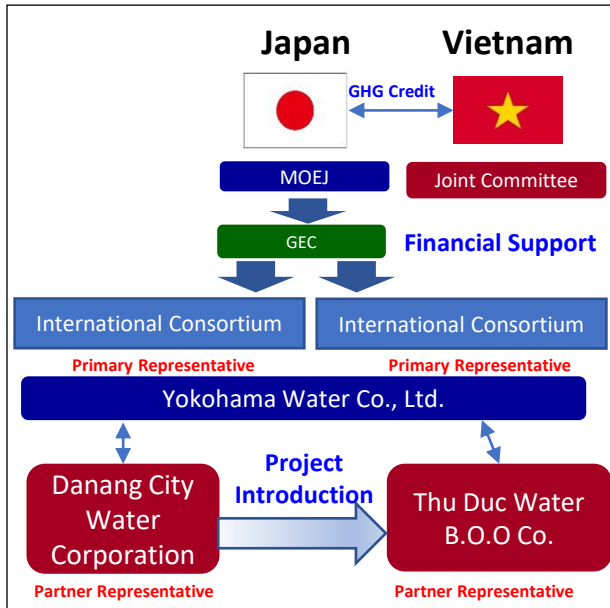 Japan
Vietnam
GHG Credit
MOEJ
Joint Committee
GEC
Financial Support
International Consortium
International Consortium
Primary Representative
Primary Representative
Yokohama Water Co., Ltd.
Danang City
Water
Corporation
Project
Introduction
Thu Duc Water
B.O.O Co.
Partner Representative
Partner Representative